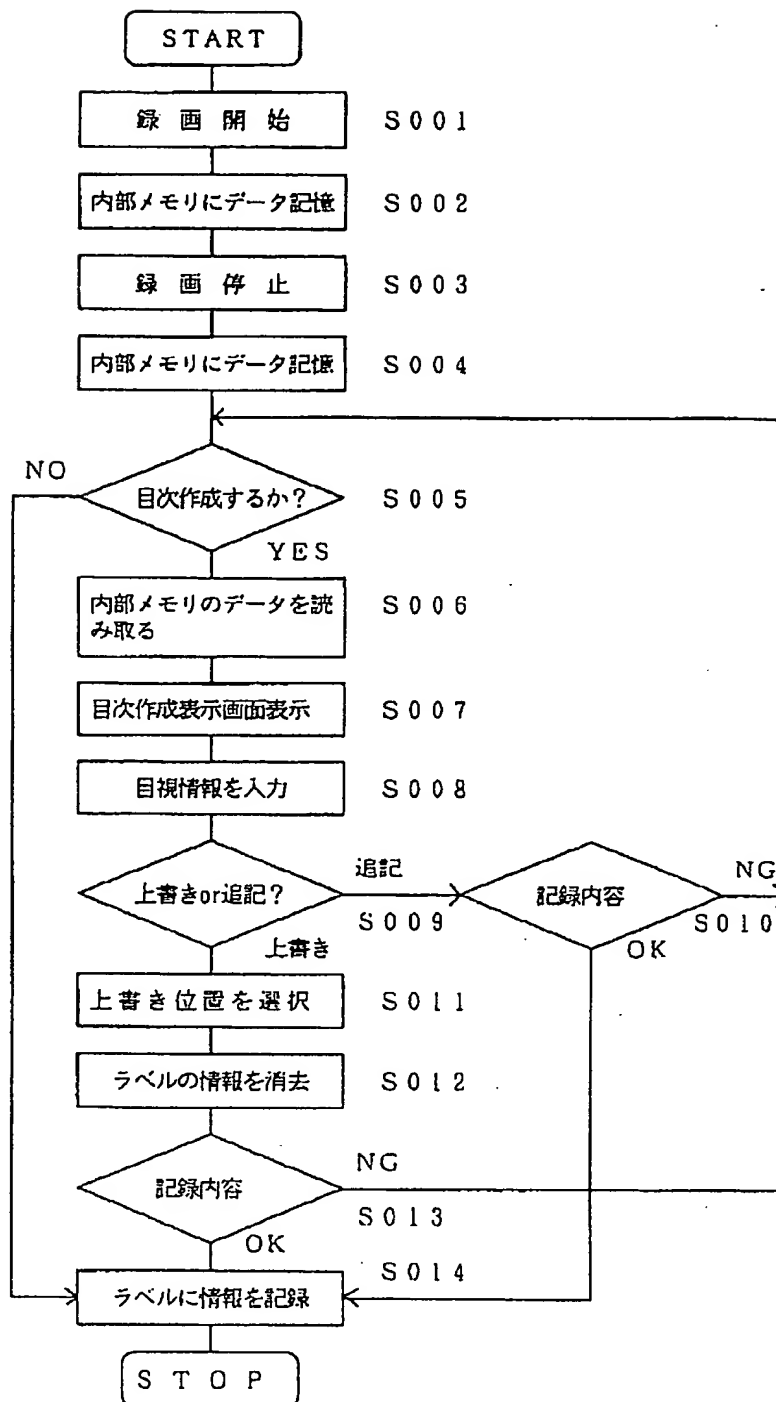 START
録画開始 S001
内部メモリにデータ記憶 S002
録画停止 S003
内部メモリにデータ記憶 S004
NO
目次作成するか? S005
YES
内部メモリのデータを読 S006
み取る
目次作成表示画面表示 S007
目視情報を入力 S008
追記 NG
上書きor追記? 記録内容
S009 S010
上書き OK
上書き位置を選択 S011
ラベルの情報を消去 S012
NG
記録内容
S013
OK
S014
ラベルに情報を記録
STOP